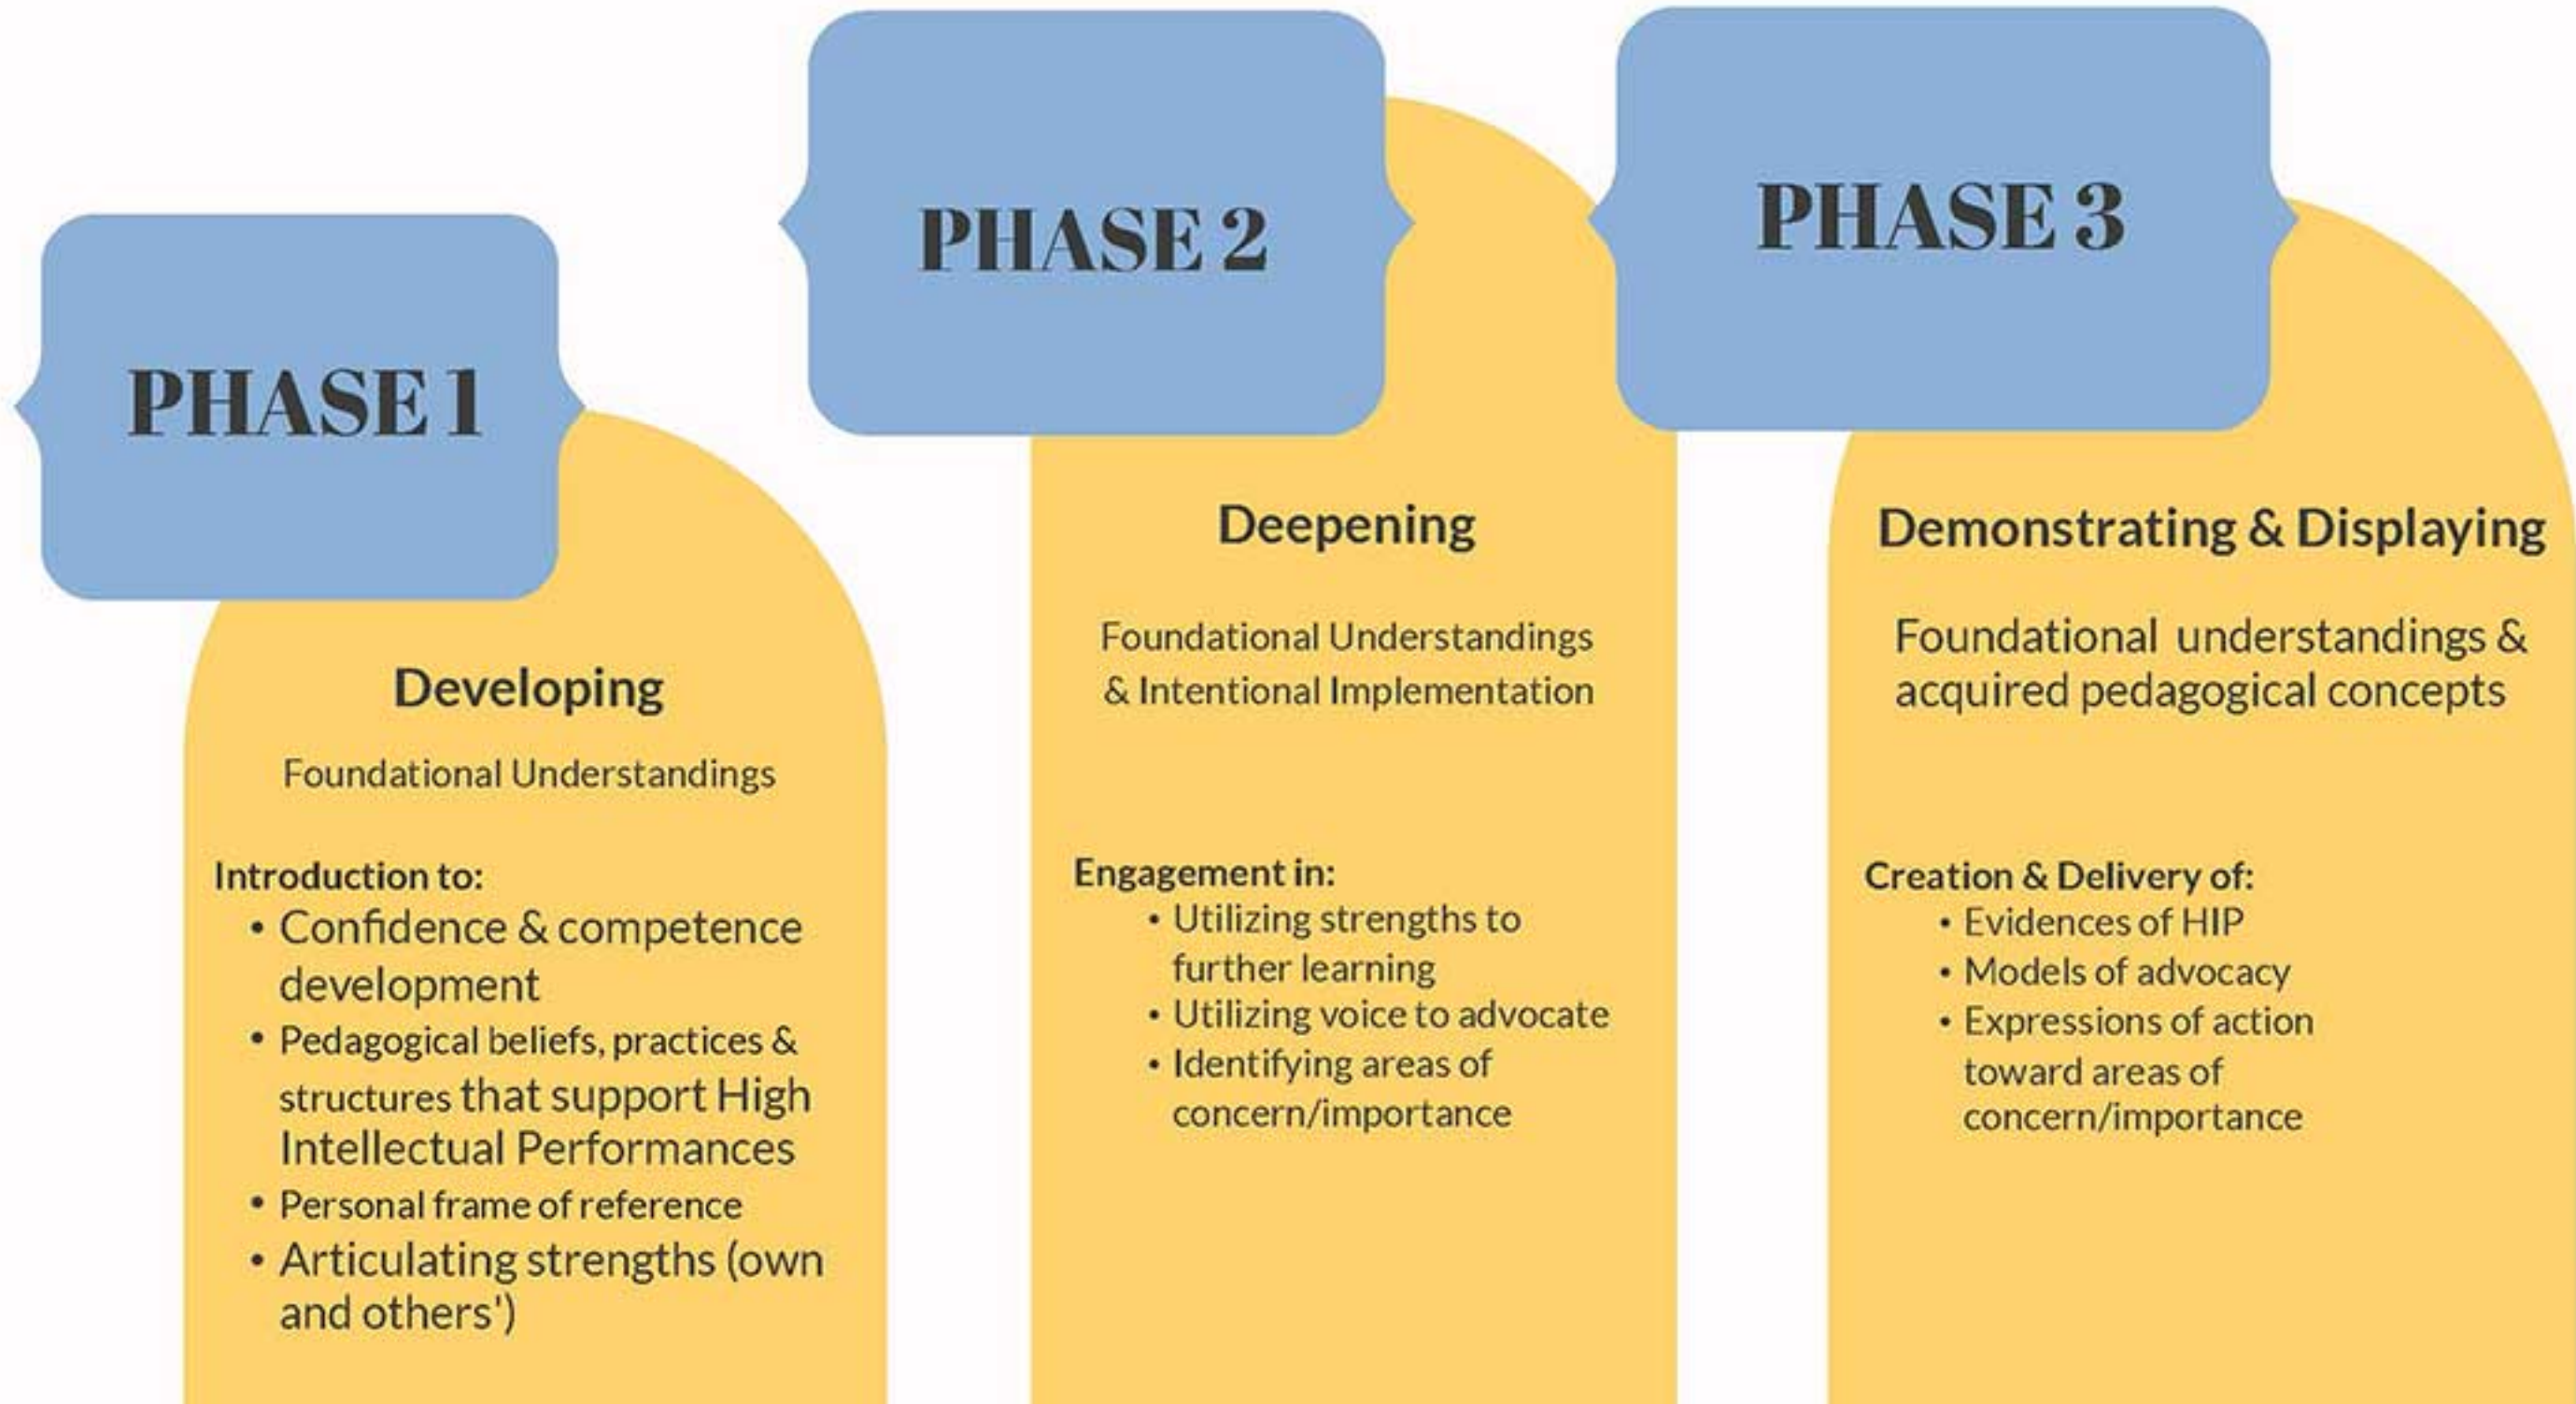 PHASE 1
Developing
Foundational Understandings
Introduction to:
• Confidence & competence
development
• Pedagogical beliefs, practices &
structures that support High
Intellectual Performances
• Personal frame of reference
• Articulating strengths (own
and others')
PHASE 2
Deepening
Foundational Understandings
& Intentional Implementation
Engagement in:
• Utilizing strengths to
further learning
• Utilizing voice to advocate
• Identifying areas of
concern/importance
PHASE 3
Demonstrating & Displaying
Foundational understandings &
acquired pedagogical concepts
Creation & Delivery of:
• Evidences of HIP
• Models of advocacy
• Expressions of action
toward areas of
concern/importance